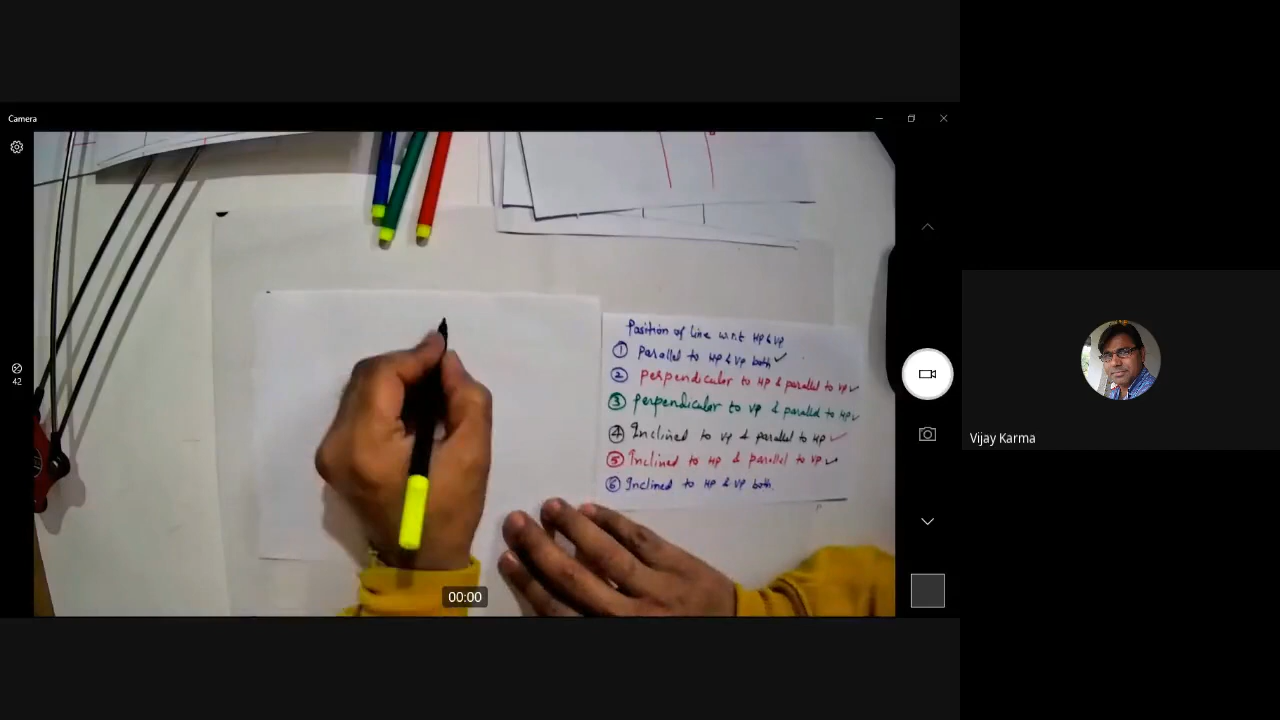 Camera
Position of line w.r.t HP & VP
① Parallel to HP & VP both ✓
② perpendicular to HP & parallel to VP ✓
③ perpendicular to VP & parallel to HP ✓
④ Inclined to VP & parallel to HP ✓
⑤ Inclined to HP & parallel to VP ✓
⑥ Inclined to HP & VP both.
42
00:00
Vijay Karma